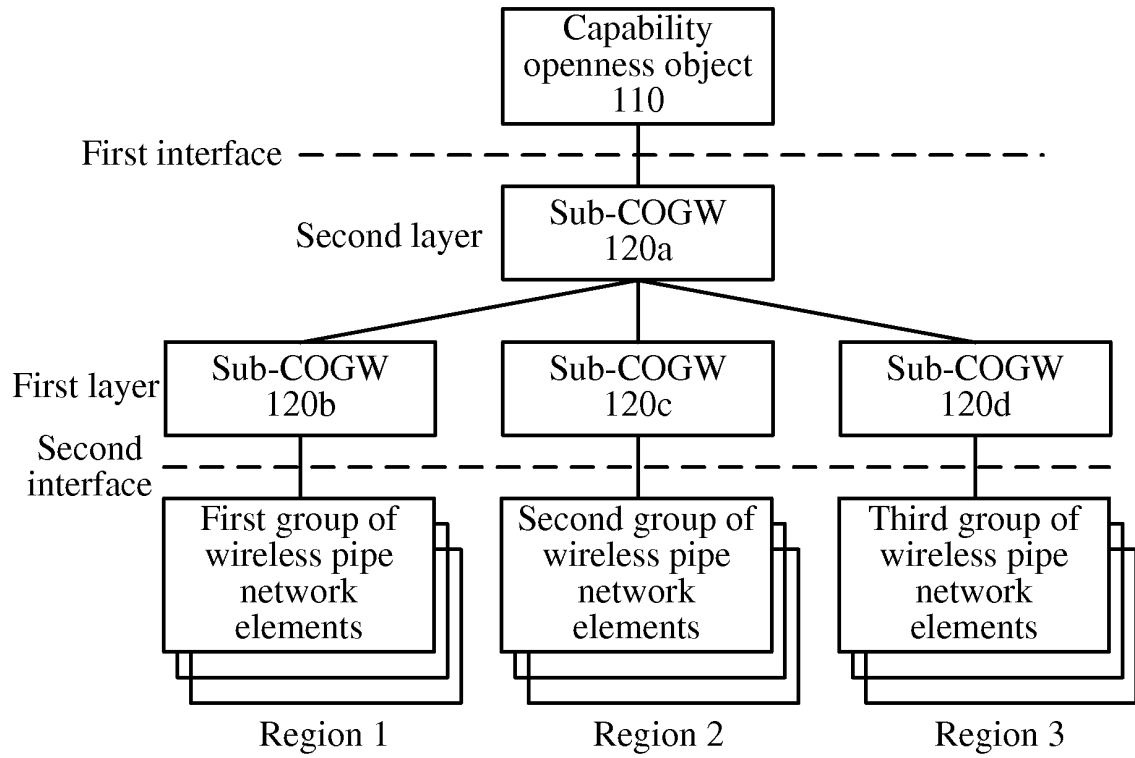 Capability
openness object
110
First interface
Sub-COGW
120a
Second layer
First layer
Sub-COGW
120b
Sub-COGW
120c
Sub-COGW
120d
Second
interface
First group of
wireless pipe
network
elements
Second group of
wireless pipe
network
elements
Third group of
wireless pipe
network
elements
Region 1
Region 2
Region 3